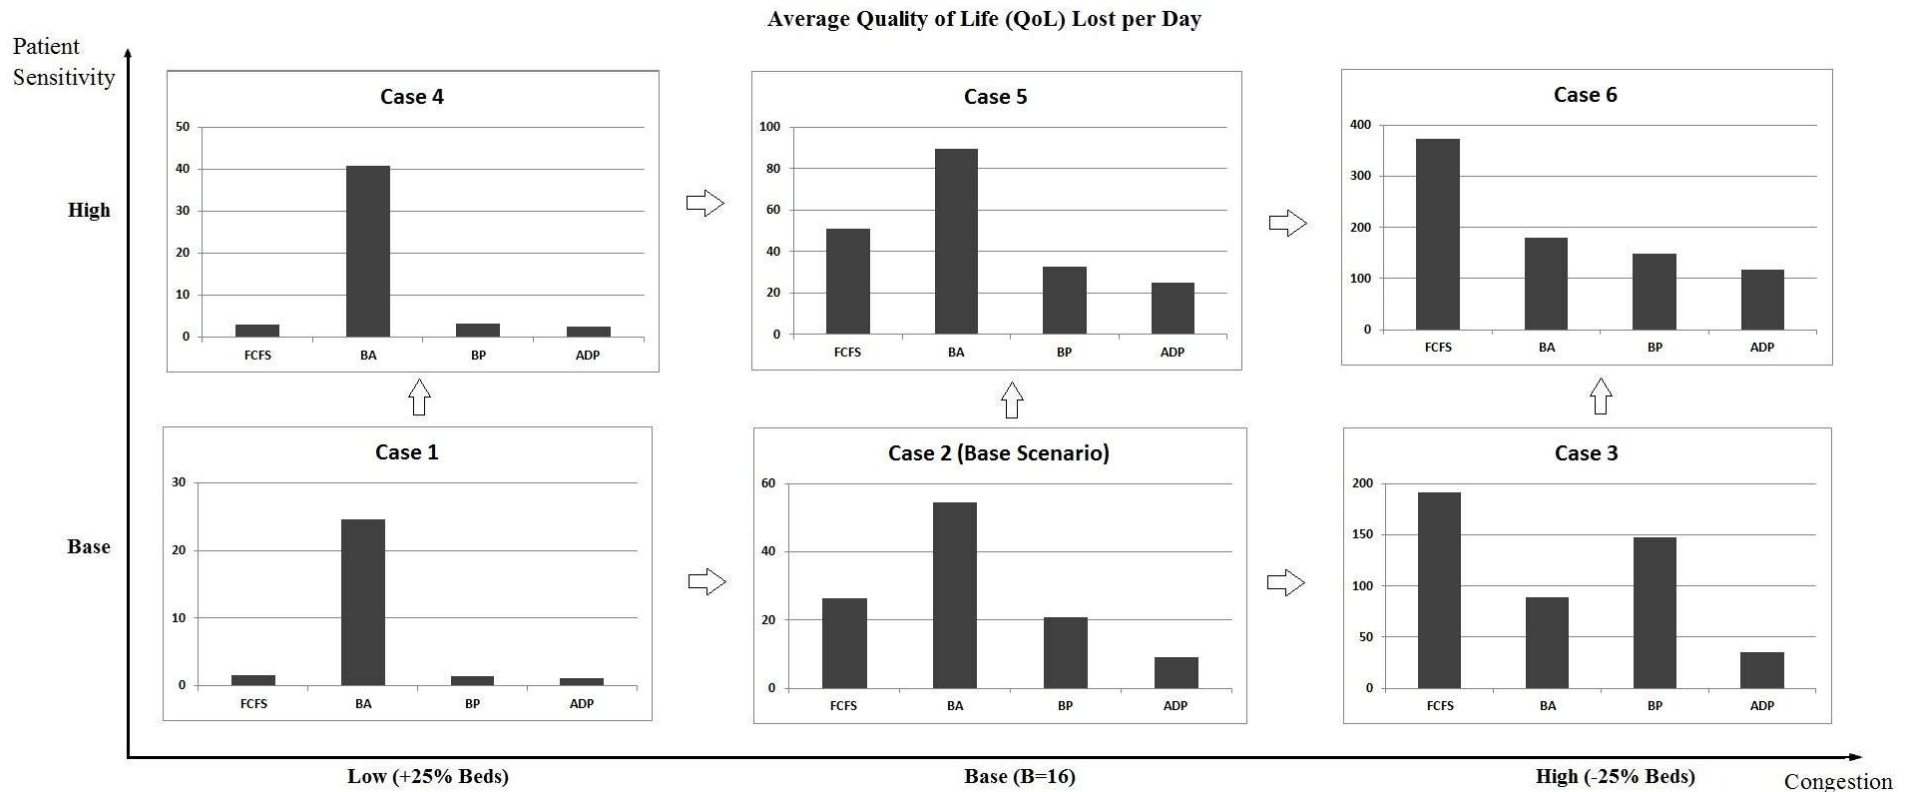 Average Quality of Life (QoL) Lost per Day
Patient
Sensitivity
High
Base
Case 4
50
40
30
20
10
0
FCFS BA BP ADP
Case 5
100
80
60
40
20
0
FCFS BA BP ADP
Case 6
400
300
200
100
0
FCFS BA BP ADP
Case 1
30
20
10
0
FCFS BA BP ADP
Case 2 (Base Scenario)
60
40
20
0
FCFS BA BP ADP
Case 3
200
150
100
50
0
FCFS BA BP ADP
Low (+25% Beds) Base (B=16) High (-25% Beds)
Congestion